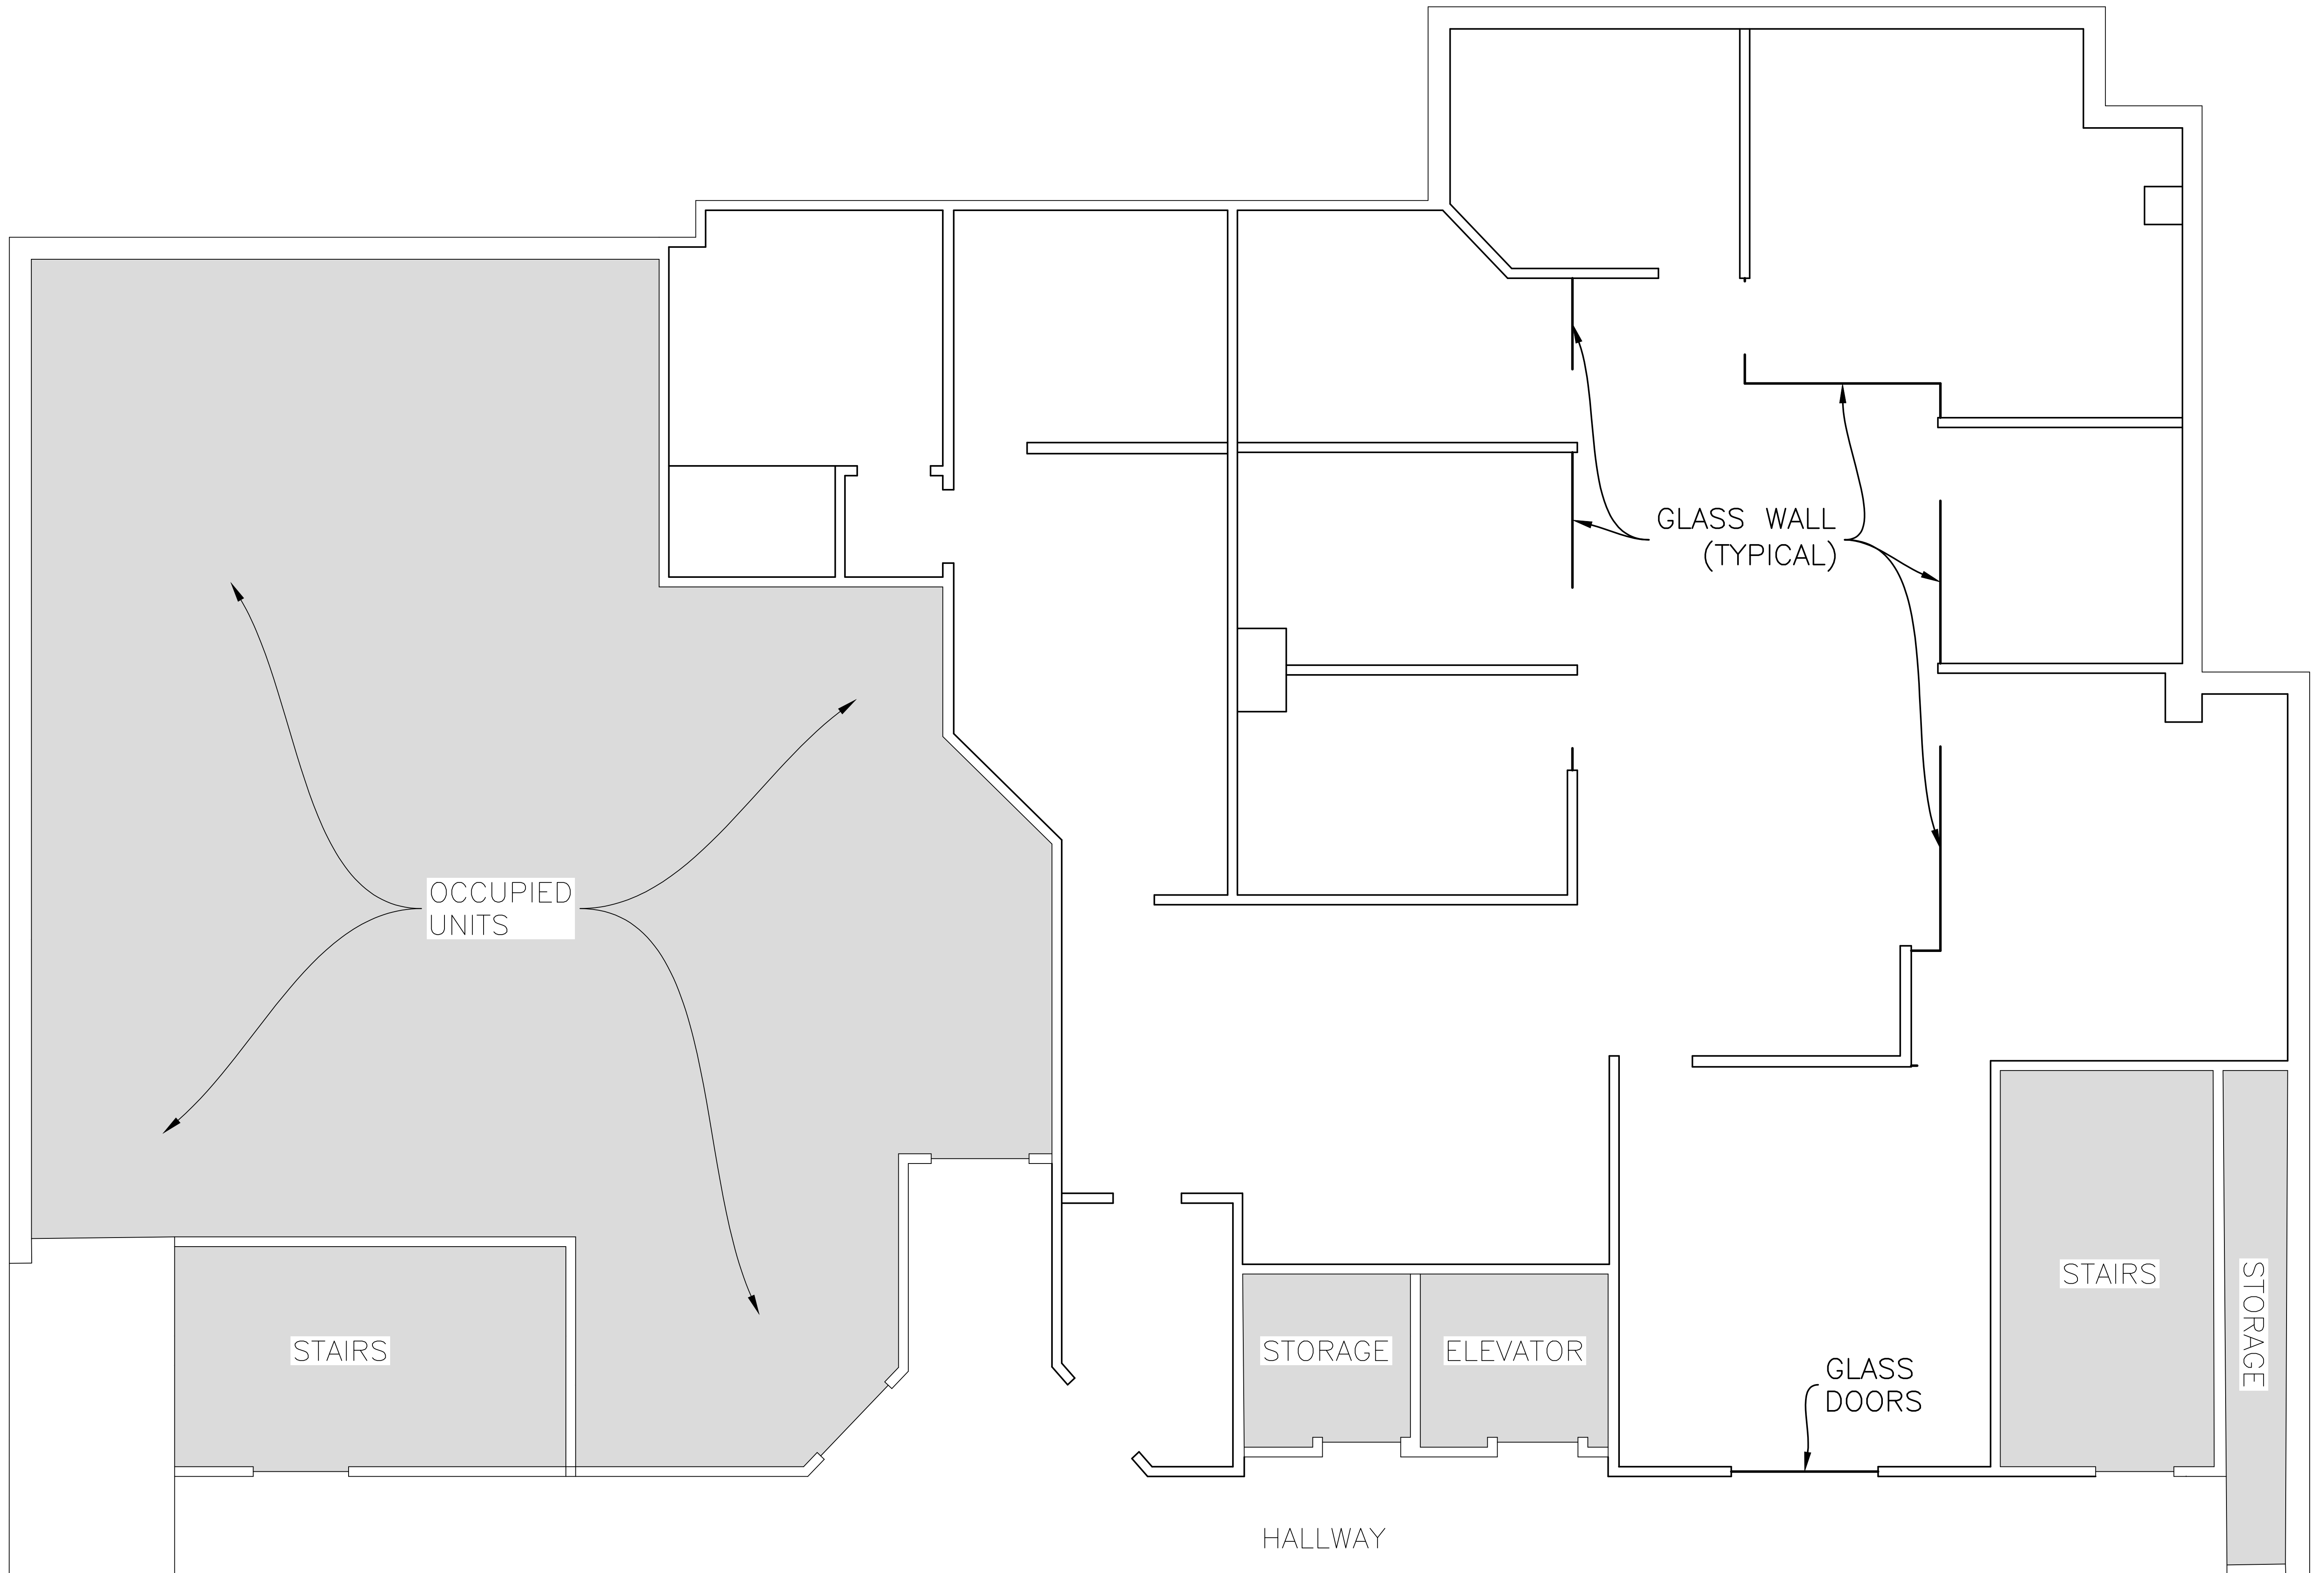 GLASS WALL
(TYPICAL)
OCCUPIED
UNITS
STAIRS
STORAGE
STAIRS
STORAGE
ELEVATOR
GLASS
DOORS
HALLWAY